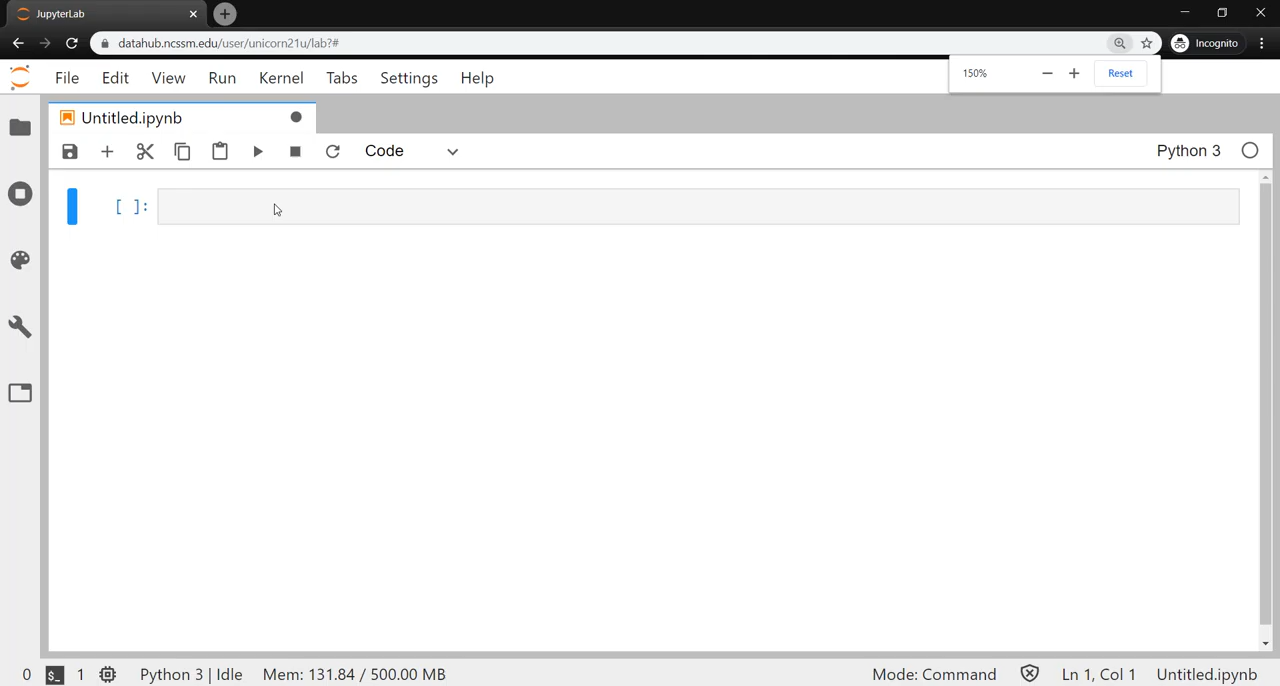 JupyterLab
datahub.ncssm.edu/user/unicorn21u/lab?#
Incognito
File Edit View Run Kernel Tabs Settings Help
150% Reset
Untitled.ipynb
Code
Python 3
[ ]:
0 $_ 1 Python 3 | Idle Mem: 131.84 / 500.00 MB Mode: Command Ln 1, Col 1 Untitled.ipynb